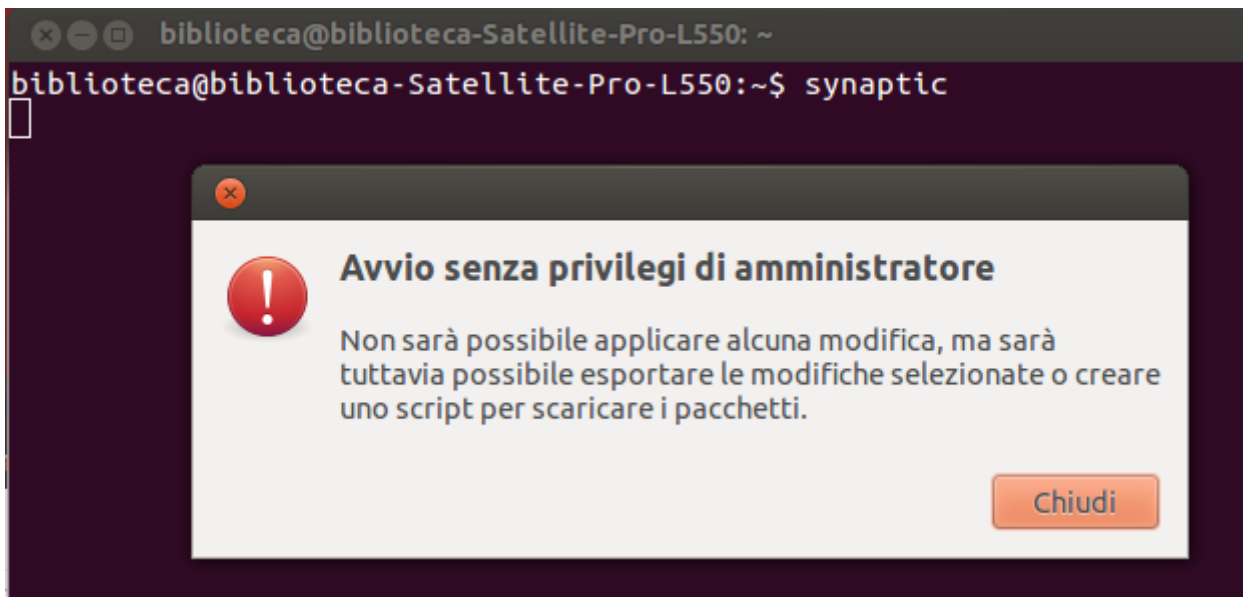 biblioteca@biblioteca-Satellite-Pro-L550: ~
biblioteca@biblioteca-Satellite-Pro-L550:~$ synaptic
Avvio senza privilegi di amministratore
Non sarà possibile applicare alcuna modifica, ma sarà
tuttavia possibile esportare le modifiche selezionate o creare
uno script per scaricare i pacchetti.
Chiudi